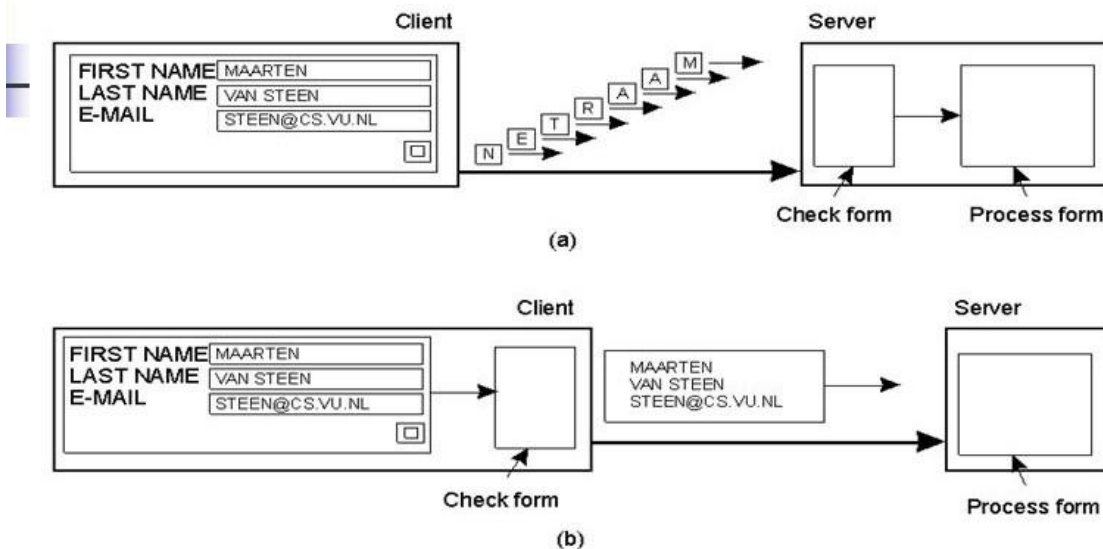 Client
Server
FIRST NAME MAARTEN
LAST NAME VAN STEEN
E-MAIL STEEN@CS.VU.NL
N E T R A A M
Check form
Process form
(a)
Client
Server
FIRST NAME MAARTEN
LAST NAME VAN STEEN
E-MAIL STEEN@CS.VU.NL
MAARTEN
VAN STEEN
STEEN@CS.VU.NL
Check form
Process form
(b)